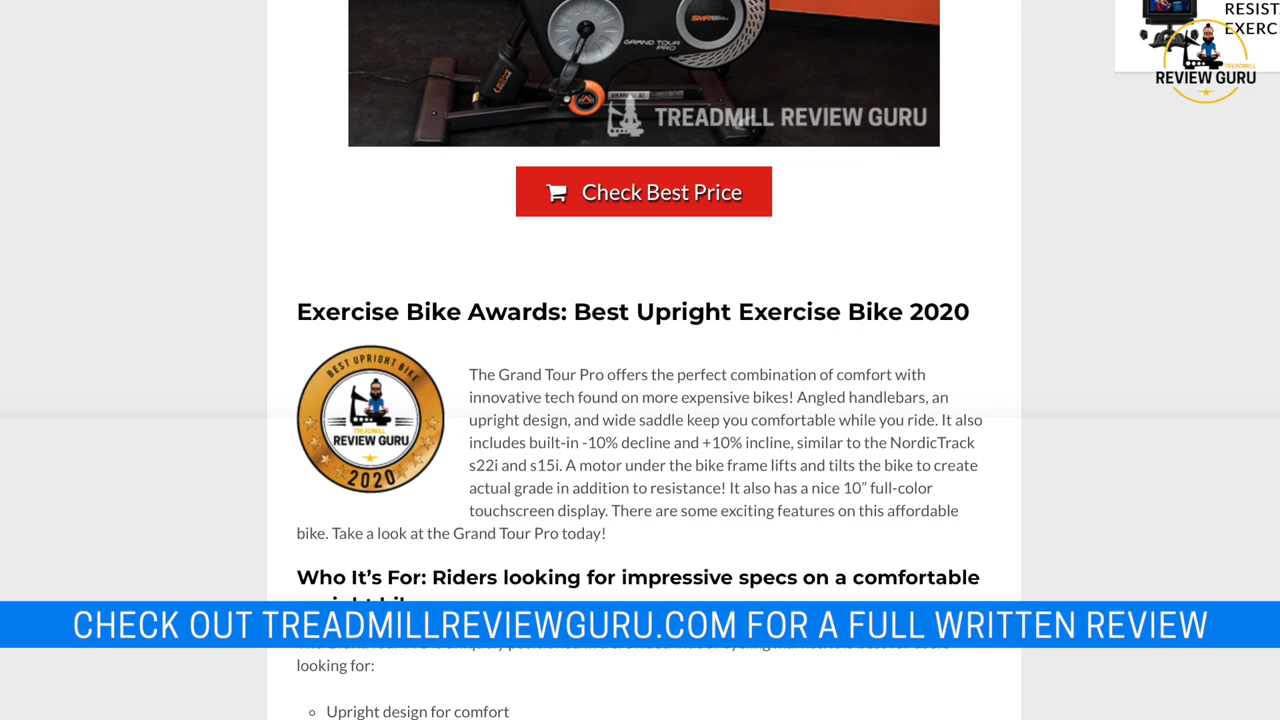 SMR
GRAND TOUR
PRO
TREADMILL REVIEW GURU
RESIST
EXERC
TREADMILL
REVIEW GURU
Check Best Price
Exercise Bike Awards: Best Upright Exercise Bike 2020
BEST UPRIGHT BIKE
TREADMILL
REVIEW GURU
2020
The Grand Tour Pro offers the perfect combination of comfort with
innovative tech found on more expensive bikes! Angled handlebars, an
upright design, and wide saddle keep you comfortable while you ride. It also
includes built-in -10% decline and +10% incline, similar to the NordicTrack
s22i and s15i. A motor under the bike frame lifts and tilts the bike to create
actual grade in addition to resistance! It also has a nice 10” full-color
touchscreen display. There are some exciting features on this affordable
bike. Take a look at the Grand Tour Pro today!
Who It’s For: Riders looking for impressive specs on a comfortable
CHECK OUT TREADMILLREVIEWGURU.COM FOR A FULL WRITTEN REVIEW
looking for:
Upright design for comfort